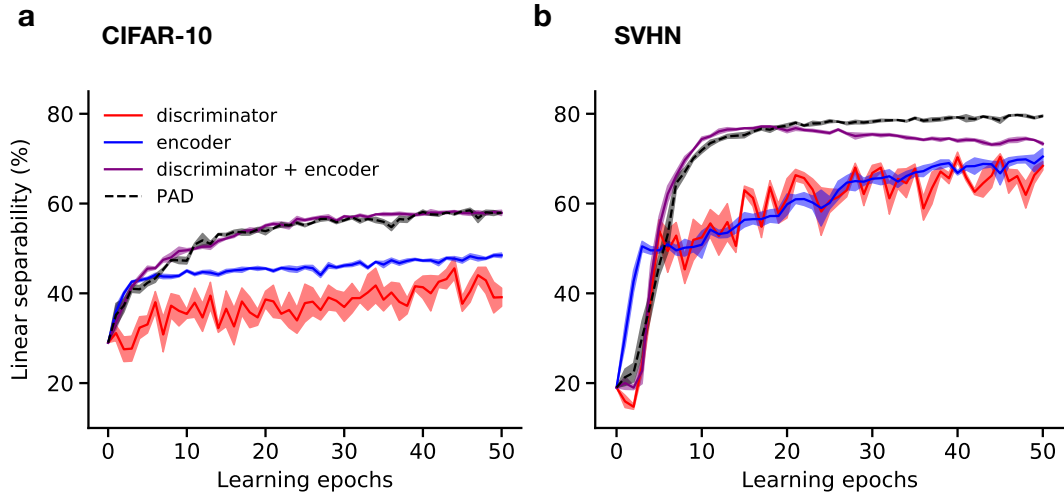 a
CIFAR-10
b
SVHN
Linear separability (%)
80
60
40
20
discriminator
encoder
discriminator + encoder
PAD
0 10 20 30 40 50
Learning epochs
80
60
40
20
0 10 20 30 40 50
Learning epochs